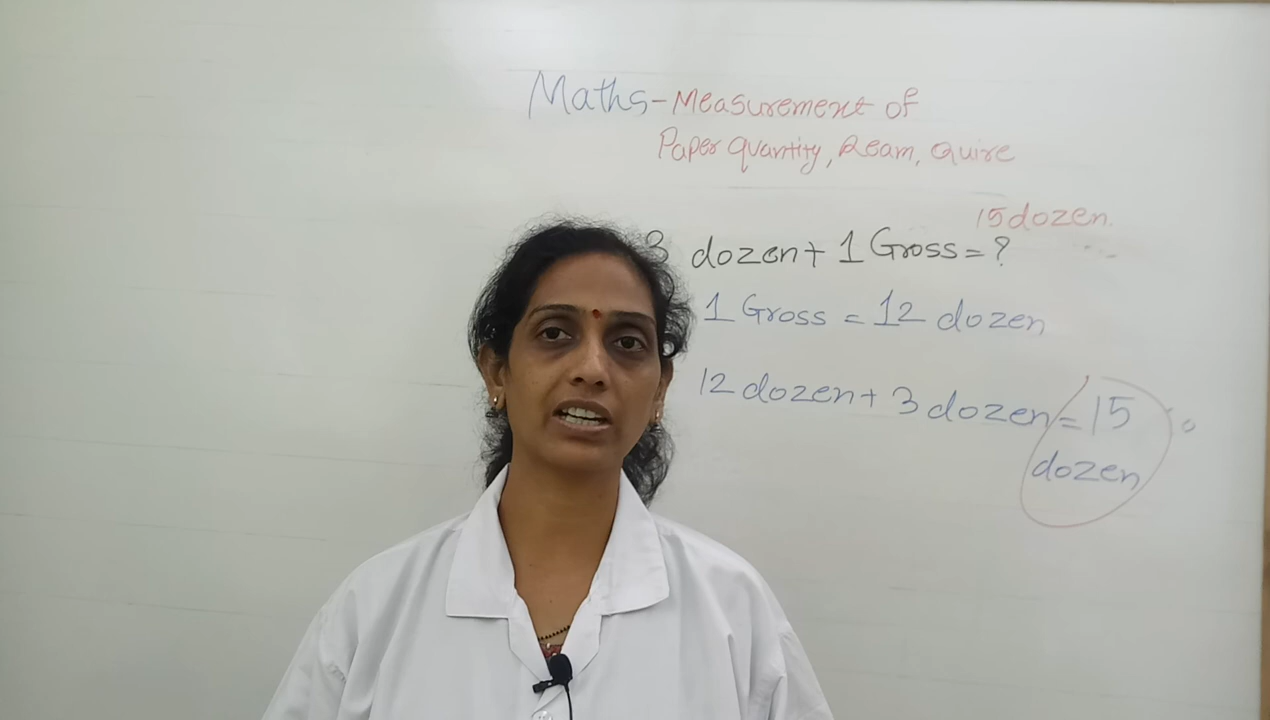 Maths-Measurement of
Paper quantity, Ream, Quire
15 dozen.
3 dozen + 1 Gross = ?
1 Gross = 12 dozen
12 dozen + 3 dozen = 15
dozen